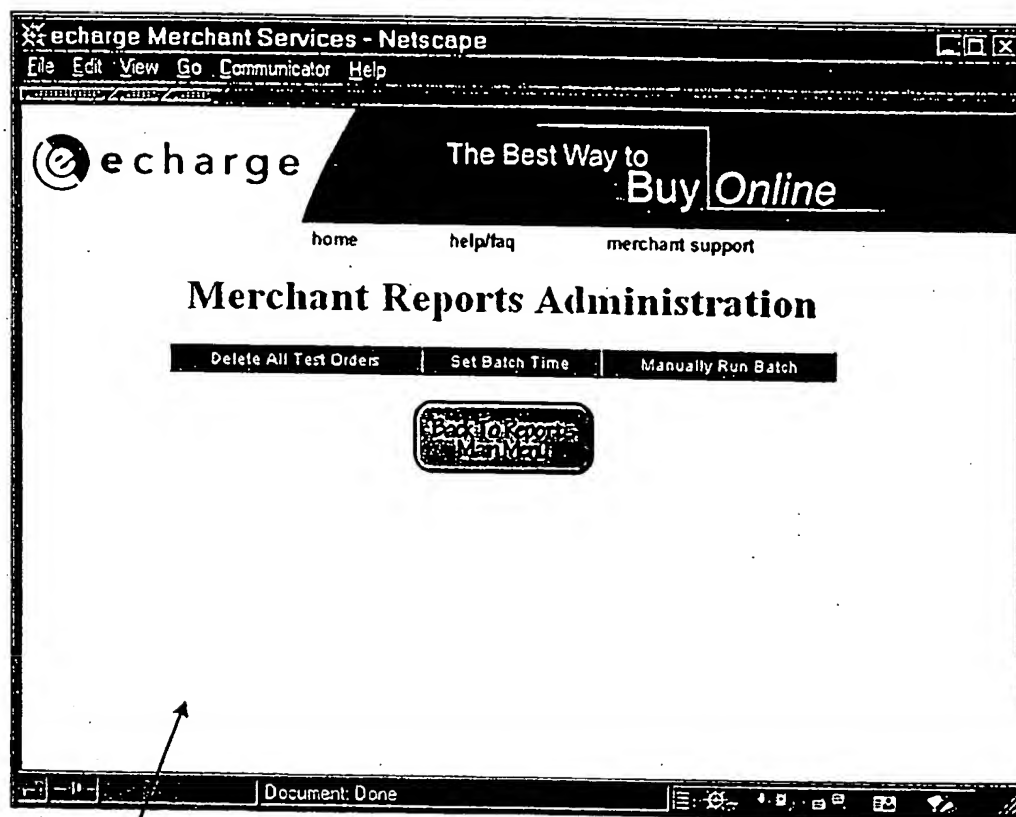 echarge Merchant Services - Netscape
File Edit View Go Communicator Help
e echarge
The Best Way to
Buy Online
home help/faq merchant support
Merchant Reports Administration
Delete All Test Orders Set Batch Time Manually Run Batch
Back To Reports
Main Menu
Document: Done